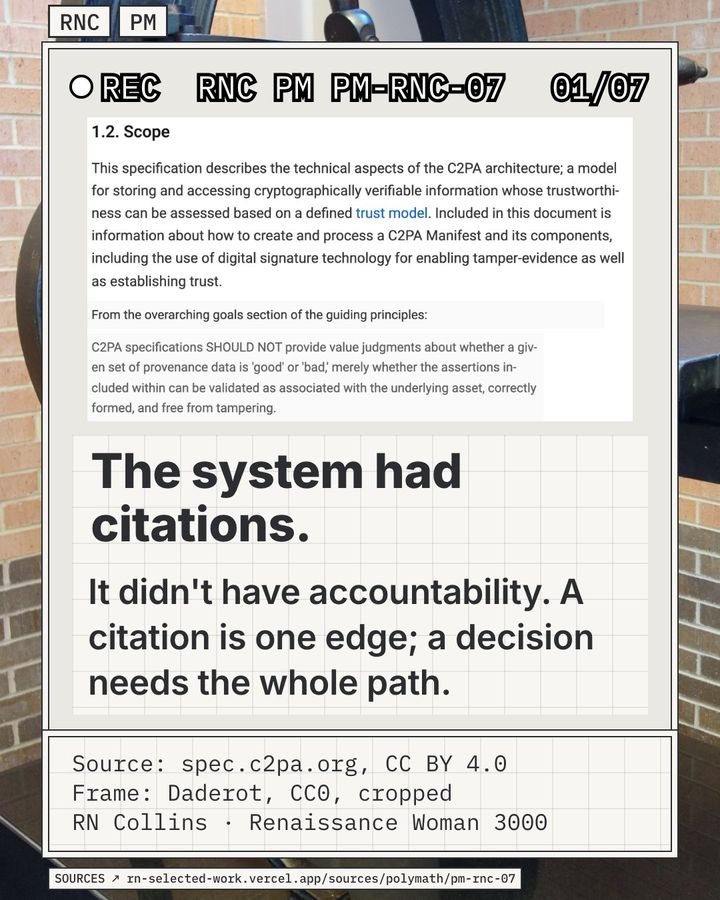 RNC PM
REC RNC PM PM-RNC-07 01/07
1.2. Scope
This specification describes the technical aspects of the C2PA architecture; a model
for storing and accessing cryptographically verifiable information whose trustworthi-
ness can be assessed based on a defined trust model. Included in this document is
information about how to create and process a C2PA Manifest and its components,
including the use of digital signature technology for enabling tamper-evidence as well
as establishing trust.
From the overarching goals section of the guiding principles:
C2PA specifications SHOULD NOT provide value judgments about whether a giv-
en set of provenance data is 'good' or 'bad,' merely whether the assertions in-
cluded within can be validated as associated with the underlying asset, correctly
formed, and free from tampering.
The system had
citations.
It didn't have accountability. A
citation is one edge; a decision
needs the whole path.
Source: spec.c2pa.org, CC BY 4.0
Frame: Daderot, CC0, cropped
RN Collins · Renaissance Woman 3000
SOURCES ↗ rn-selected-work.vercel.app/sources/polymath/pm-rnc-07